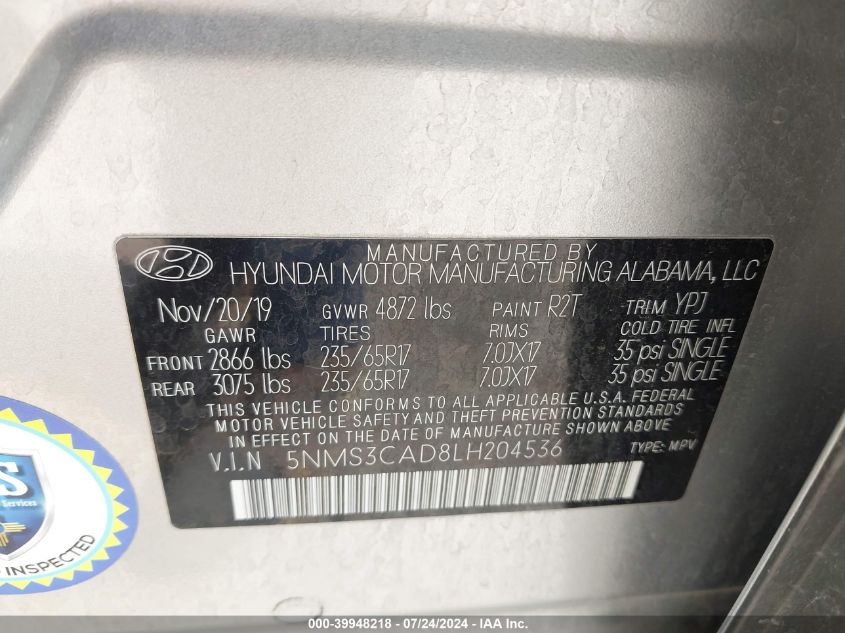 MANUFACTURED BY
HYUNDAI MOTOR MANUFACTURING ALABAMA, LLC
Nov/20/19 GVWR 4872 lbs PAINT R2T TRIM YPJ
GAWR TIRES RIMS COLD TIRE INFL
FRONT 2866 lbs 235/65R17 7.0JX17 35 psi SINGLE
REAR 3075 lbs 235/65R17 7.0JX17 35 psi SINGLE
THIS VEHICLE CONFORMS TO ALL APPLICABLE U.S.A. FEDERAL
MOTOR VEHICLE SAFETY AND THEFT PREVENTION STANDARDS
IN EFFECT ON THE DATE OF MANUFACTURE SHOWN ABOVE
V.I.N 5NMS3CAD8LH204536 TYPE: MPV
S
Services
INSPECTED
000-39948218 - 07/24/2024 - IAA Inc.